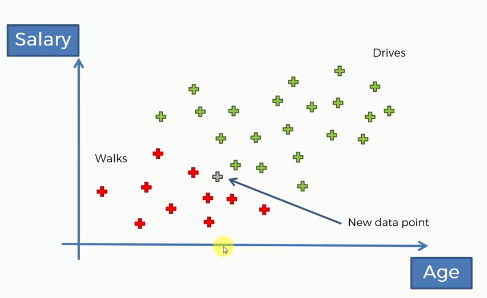 Salary
Drives
Walks
New data point
Age